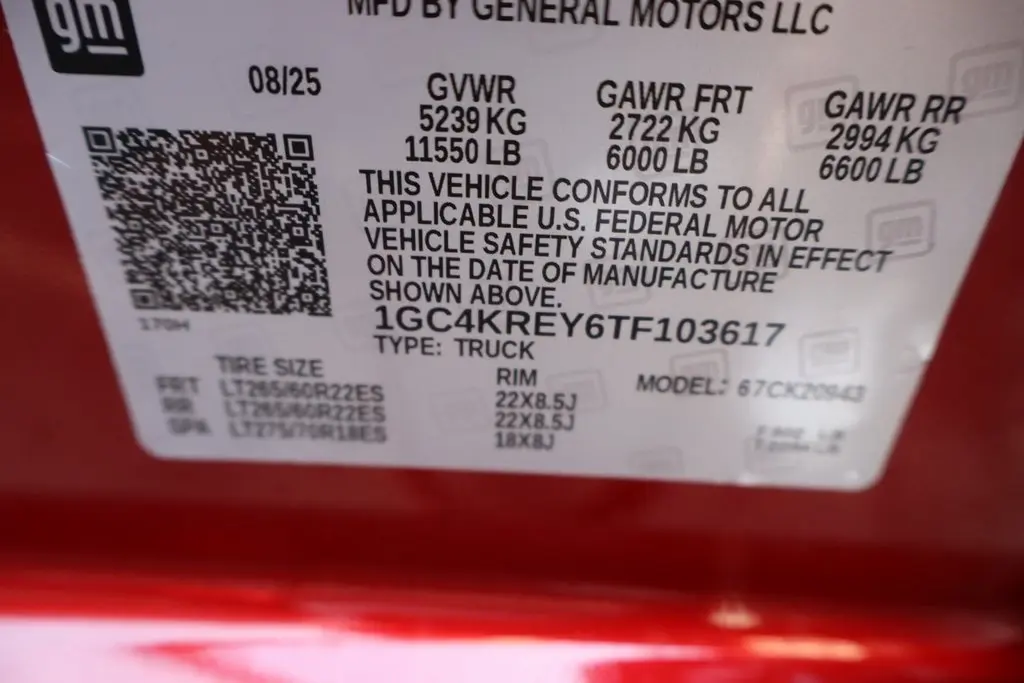 gm
MFD BY GENERAL MOTORS LLC
08/25 GVWR GAWR FRT GAWR RR
5239 KG 2722 KG 2994 KG
11550 LB 6000 LB 6600 LB
THIS VEHICLE CONFORMS TO ALL
APPLICABLE U.S. FEDERAL MOTOR
VEHICLE SAFETY STANDARDS IN EFFECT
ON THE DATE OF MANUFACTURE
SHOWN ABOVE.
170H
1GC4KREY6TF103617
TYPE: TRUCK
TIRE SIZE RIM MODEL: 67CK20943
FRT LT265/60R22ES 22X8.5J
RR LT265/60R22ES 22X8.5J
SPA LT275/70R18ES 18X8J